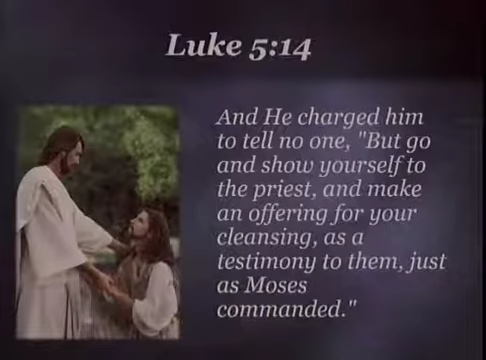 Luke 5:14
And He charged him
to tell no one, "But go
and show yourself to
the priest, and make
an offering for your
cleansing, as a
testimony to them, just
as Moses
commanded."